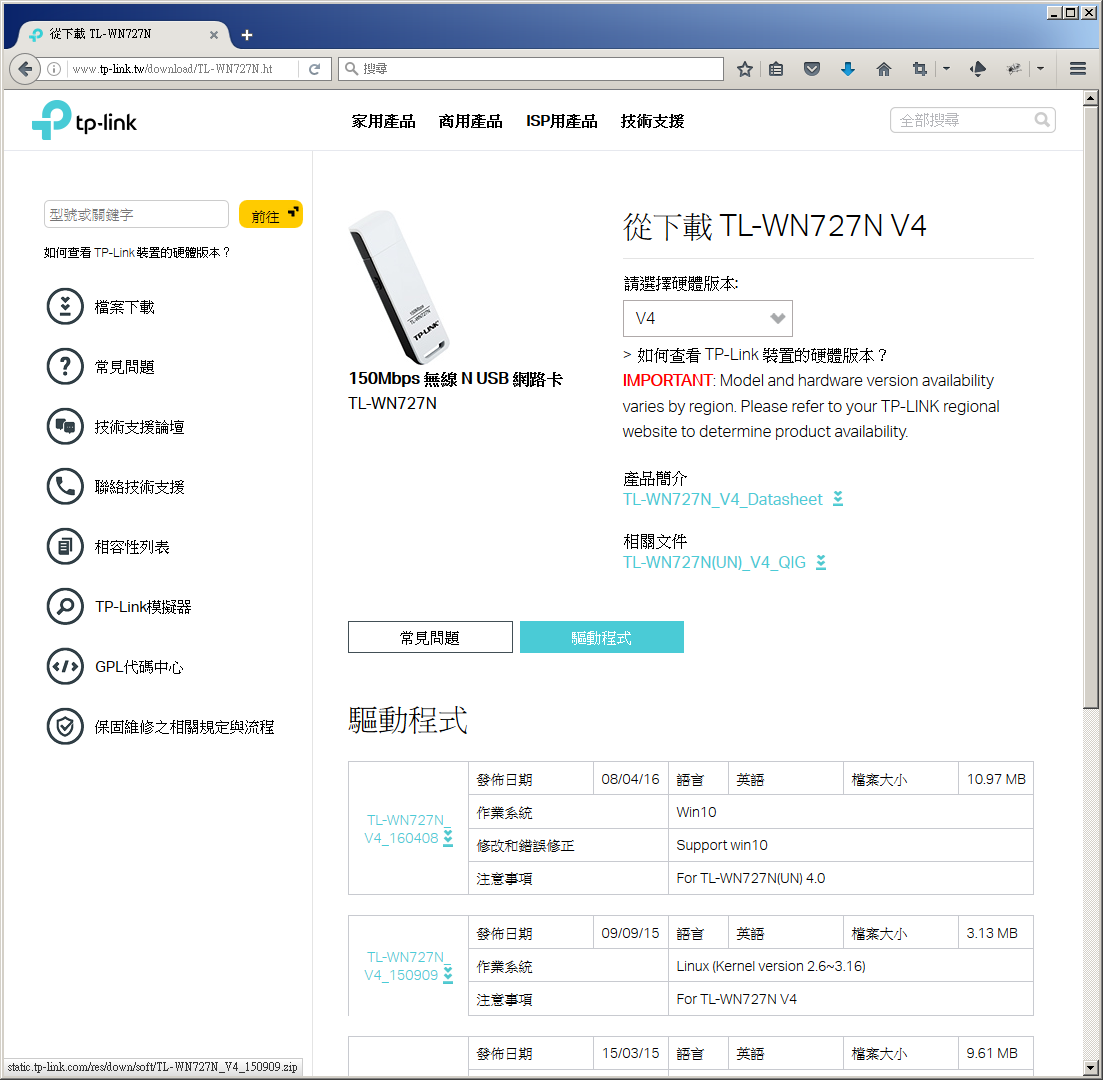 從下載 TL-WN727N
www.tp-link.tw/download/TL-WN727N.ht
搜尋
tp-link
家用產品 商用產品 ISP用產品 技術支援
全部搜尋
型號或關鍵字
前往
如何查看 TP-Link 裝置的硬體版本？
檔案下載
常見問題
技術支援論壇
聯絡技術支援
相容性列表
TP-Link模擬器
GPL代碼中心
保固維修之相關規定與流程
150Mbps
TL-WN727N
TP-LINK
150Mbps 無線 N USB 網路卡
TL-WN727N
從下載 TL-WN727N V4
請選擇硬體版本:
V4
> 如何查看 TP-Link 裝置的硬體版本？
IMPORTANT: Model and hardware version availability
varies by region. Please refer to your TP-LINK regional
website to determine product availability.
產品簡介
TL-WN727N_V4_Datasheet
相關文件
TL-WN727N(UN)_V4_QIG
常見問題 驅動程式
驅動程式
TL-WN727N_
V4_160408
發佈日期 08/04/16 語言 英語 檔案大小 10.97 MB
作業系統 Win10
修改和錯誤修正 Support win10
注意事項 For TL-WN727N(UN) 4.0
TL-WN727N_
V4_150909
發佈日期 09/09/15 語言 英語 檔案大小 3.13 MB
作業系統 Linux (Kernel version 2.6~3.16)
注意事項 For TL-WN727N V4
發佈日期 15/03/15 語言 英語 檔案大小 9.61 MB
static.tp-link.com/res/down/soft/TL-WN727N_V4_150909.zip